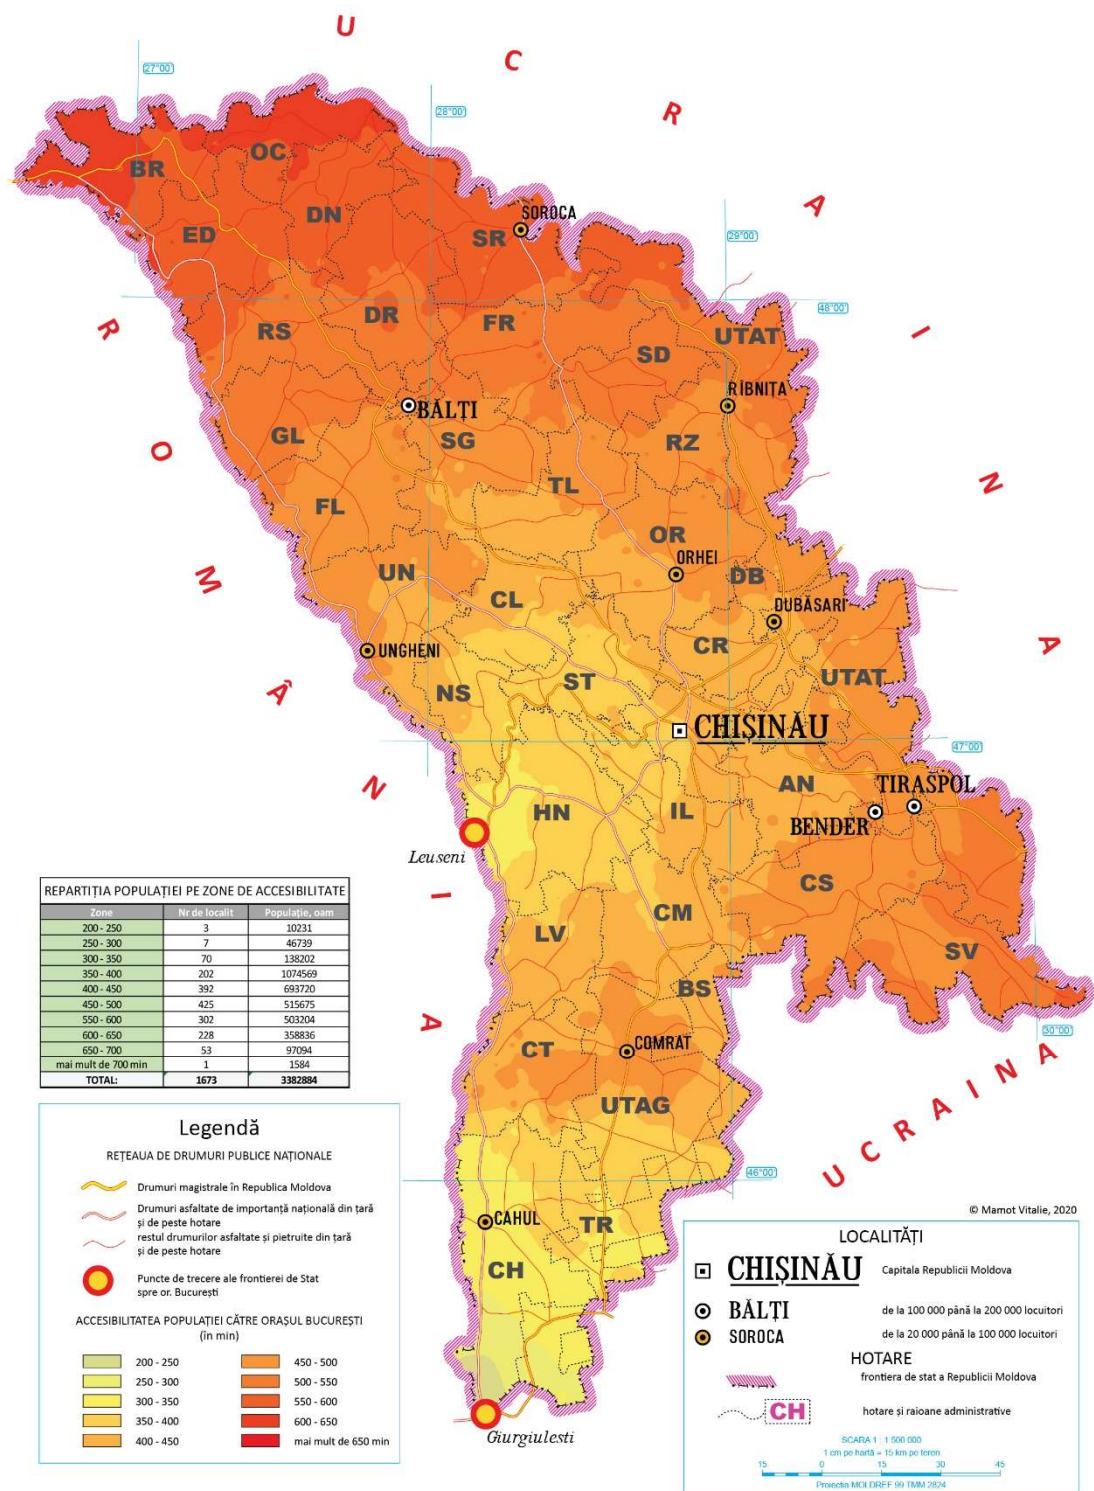 UCRAINA
27°00'
28°00'
29°00'
48°00'
ROMÂNIA
BR
OC
DN
ED
SR
SOROCA
RS
DR
FR
SD
UTAT
RÎBNIȚA
BĂLȚI
GL
SG
RZ
TL
FL
OR
ORHEI
UN
DB
CL
DUBĂSARI
UNGHENI
CR
ST
UTAT
NS
CHIȘINĂU
47°00'
AN
TIRASPOL
HN
IL
BENDER
Leuseni
CS
CM
LV
SV
BS
30°00'
COMRAT
CT
UTAG
UCRAINA
46°00'
CAHUL
TR
CH
Giurgiulesti
REPARTIȚIA POPULAȚIEI PE ZONE DE ACCESIBILITATE
Zone Nr de localit Populație, oam
200 - 250 3 10231
250 - 300 7 46739
300 - 350 70 138202
350 - 400 202 1074569
400 - 450 392 693720
450 - 500 425 515675
550 - 600 302 503204
600 - 650 228 358836
650 - 700 53 97094
mai mult de 700 min 1 1584
TOTAL: 1673 3382884
Legendă
REȚEAUA DE DRUMURI PUBLICE NAȚIONALE
Drumuri magistrale în Republica Moldova
Drumuri asfaltate de importanță națională din țară
și de peste hotare
restul drumurilor asfaltate și pietruite din țară
și de peste hotare
Puncte de trecere ale frontierei de Stat
spre or. București
ACCESIBILITATEA POPULAȚIEI CĂTRE ORAȘUL BUCUREȘTI
(în min)
200 - 250
250 - 300
300 - 350
350 - 400
400 - 450
450 - 500
500 - 550
550 - 600
600 - 650
mai mult de 650 min
© Mamot Vitalie, 2020
LOCALITĂȚI
CHIȘINĂU Capitala Republicii Moldova
BĂLȚI de la 100 000 până la 200 000 locuitori
SOROCA de la 20 000 până la 100 000 locuitori
HOTARE
frontiera de stat a Republicii Moldova
CH hotare și raioane administrative
SCARA 1 : 1 500 000
1 cm pe hartă = 15 km pe teren
15 0 15 30 45
Proiectia MOLDREF 99 TMM 2824